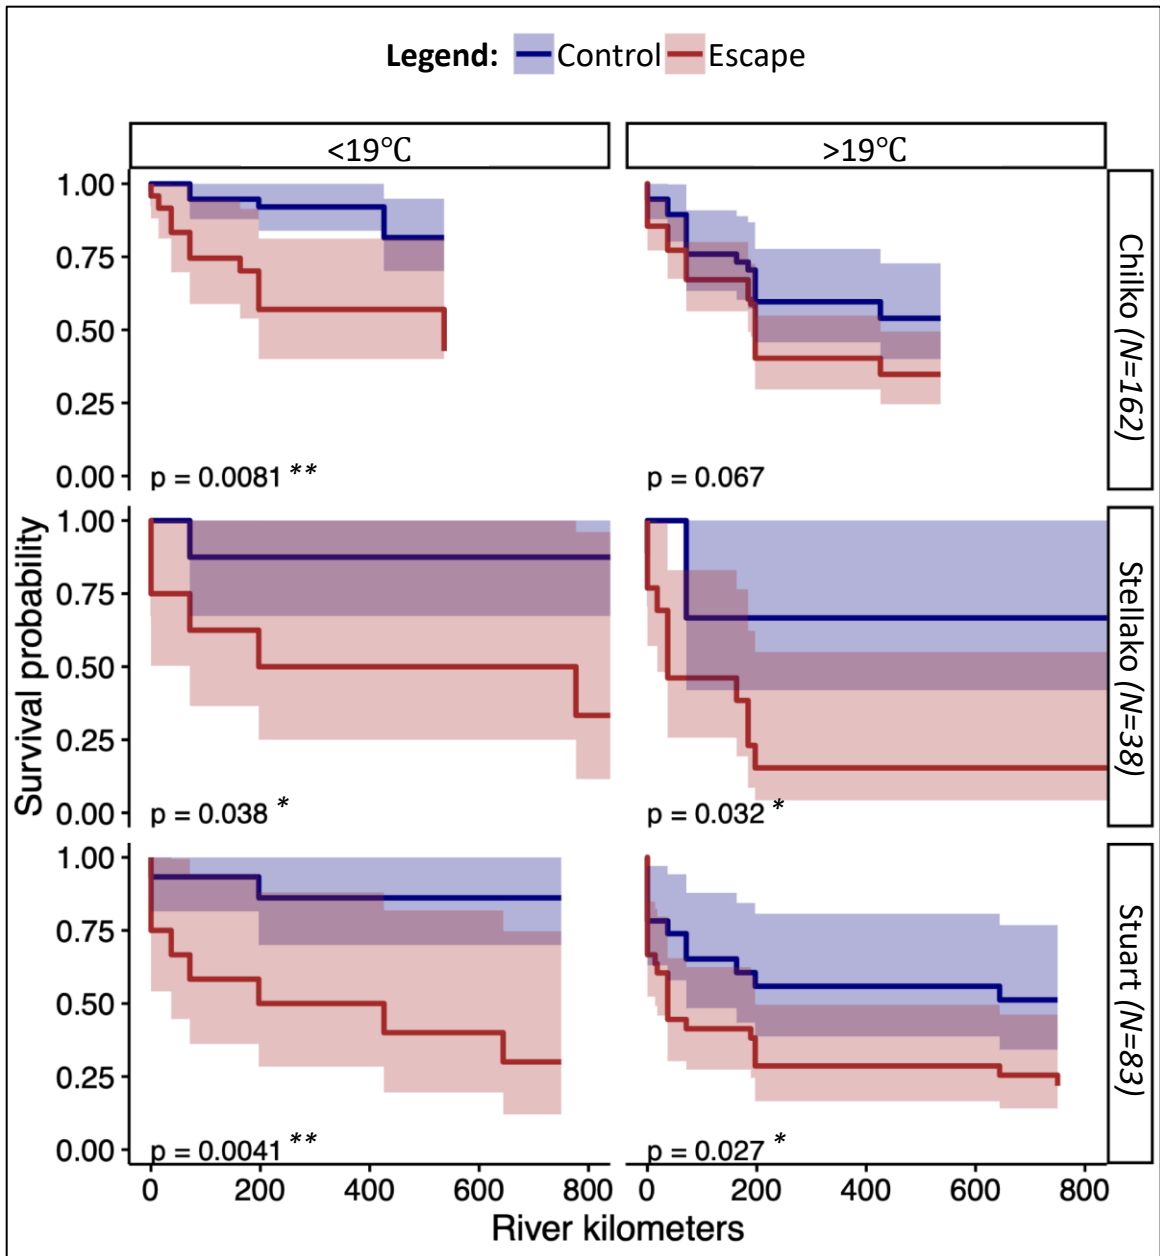 Legend: Control Escape
<19°C >19°C
1.00
0.75
0.50
0.25
0.00
p = 0.0081 **
p = 0.067
Chilko (N=162)
Survival probability
1.00
0.75
0.50
0.25
0.00
p = 0.038 *
p = 0.032 *
Stellako (N=38)
1.00
0.75
0.50
0.25
0.00
p = 0.0041 **
p = 0.027 *
Stuart (N=83)
0 200 400 600 800
0 200 400 600 800
River kilometers